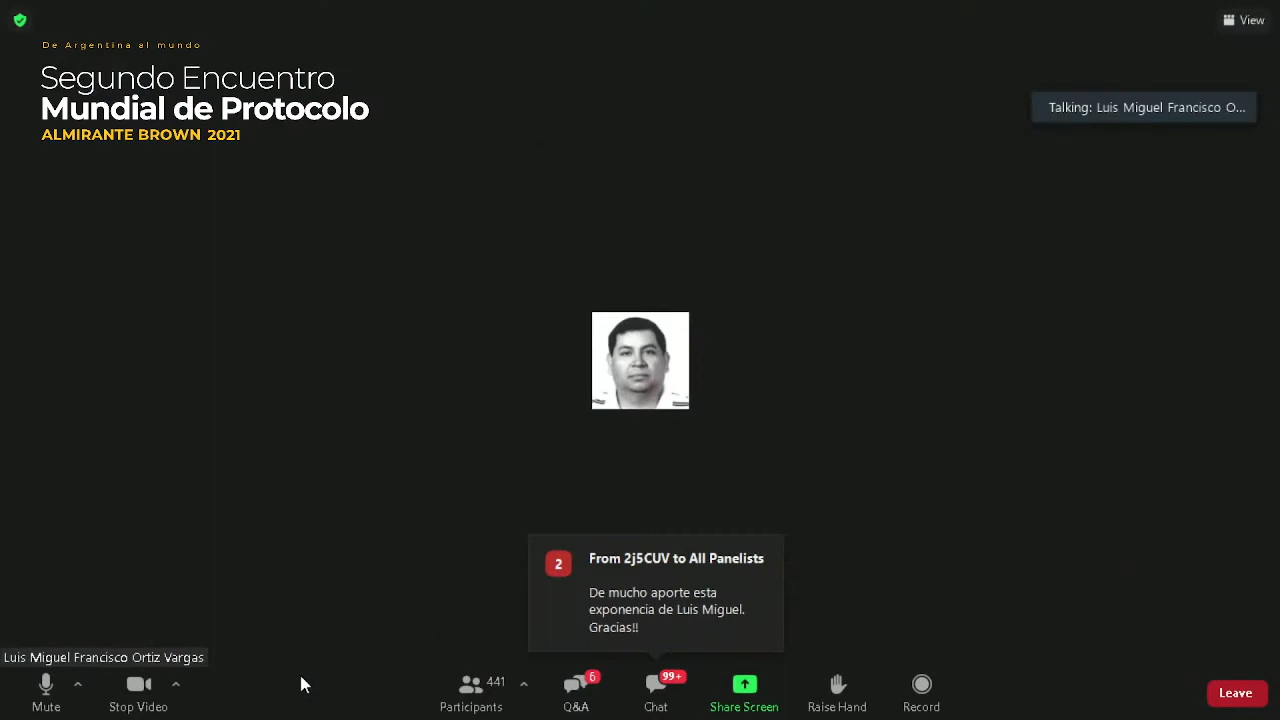 View
De Argentina al mundo
Segundo Encuentro
Mundial de Protocolo
ALMIRANTE BROWN 2021
Talking: Luis Miguel Francisco O...
2
From 2j5CUV to All Panelists
De mucho aporte esta
exponencia de Luis Miguel.
Gracias!!
Luis Miguel Francisco Ortiz Vargas
Mute
Stop Video
441
Participants
6
Q&A
99+
Chat
Share Screen
Raise Hand
Record
Leave